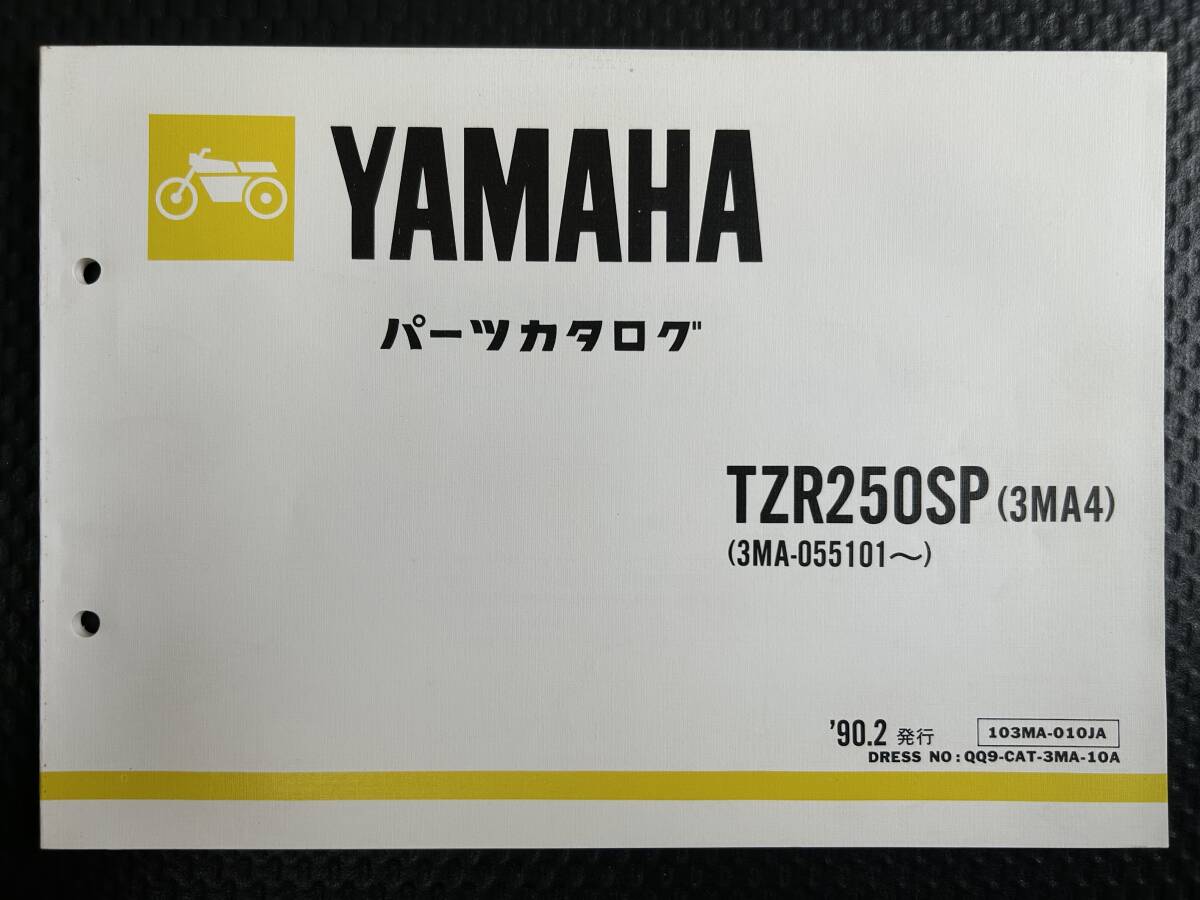 YAMAHA
パーツカタログ
TZR250SP(3MA4)
(3MA-055101〜)
'90.2 発行 103MA-010JA
DRESS NO:QQ9-CAT-3MA-10A